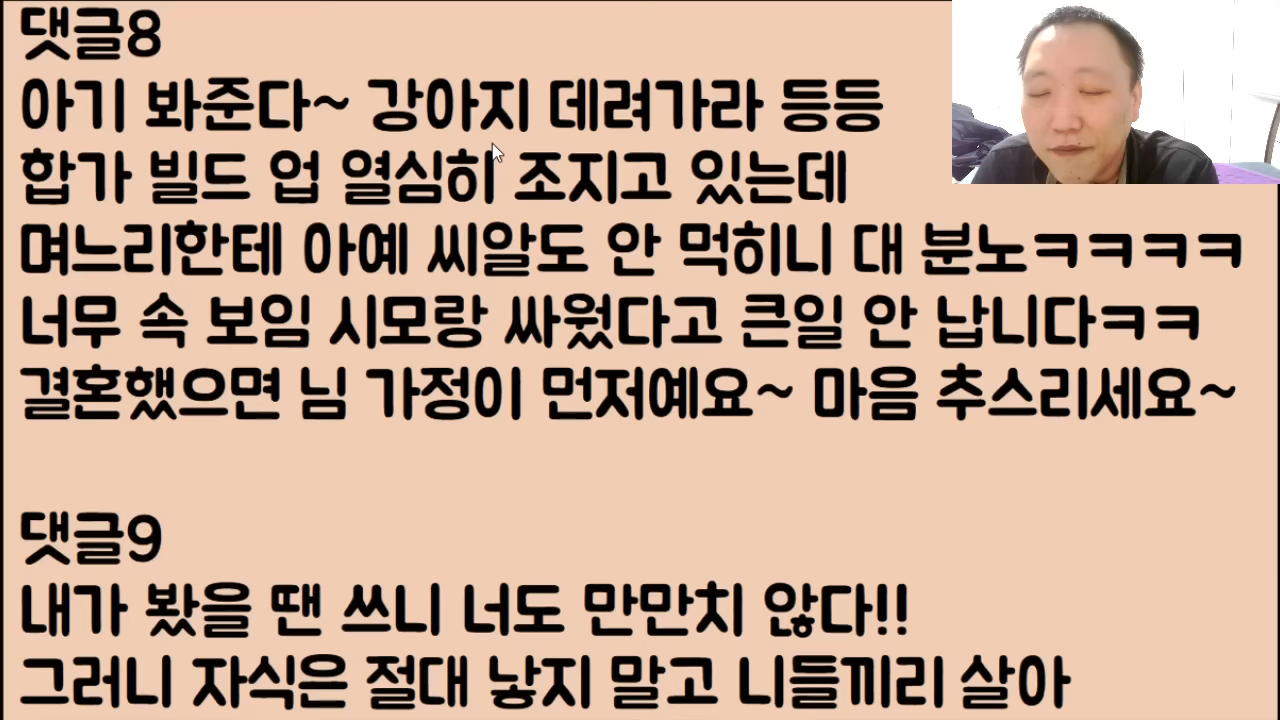 댓글8
아기 봐준다~ 강아지 데려가라 등등
합가 빌드 업 열심히 조지고 있는데
며느리한테 아예 씨알도 안 먹히니 대 분노ㅋㅋㅋㅋ
너무 속 보임 시모랑 싸웠다고 큰일 안 납니다ㅋㅋ
결혼했으면 님 가정이 먼저예요~ 마음 추스리세요~
댓글9
내가 봤을 땐 쓰니 너도 만만치 않다!!
그러니 자식은 절대 낳지 말고 니들끼리 살아